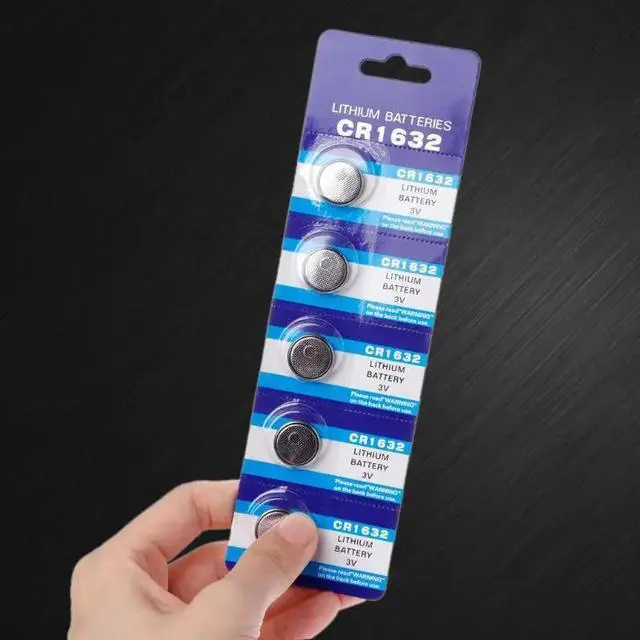 LITHIUM BATTERIES
CR1632
CR1632
LITHIUM
BATTERY
3V
Please read"WARNING"
on the back before use.
CR1632
LITHIUM
BATTERY
3V
Please read"WARNING"
on the back before use.
CR1632
LITHIUM
BATTERY
3V
Please read"WARNING"
on the back before use.
CR1632
LITHIUM
BATTERY
3V
Please read"WARNING"
on the back before use.
CR1632
LITHIUM
BATTERY
3V
Please read"WARNING"
on the back before use.